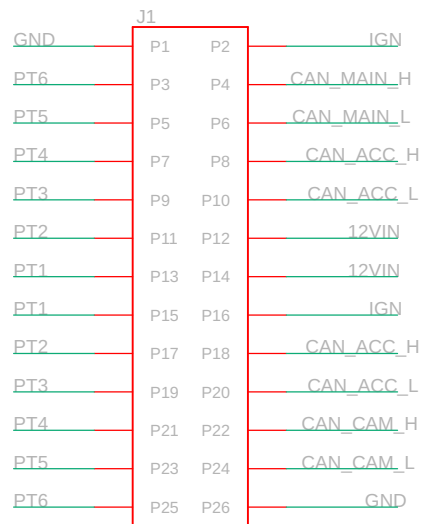 J1
GND P1 P2 IGN
PT6 P3 P4 CAN_MAIN_H
PT5 P5 P6 CAN_MAIN_L
PT4 P7 P8 CAN_ACC_H
PT3 P9 P10 CAN_ACC_L
PT2 P11 P12 12VIN
PT1 P13 P14 12VIN
PT1 P15 P16 IGN
PT2 P17 P18 CAN_ACC_H
PT3 P19 P20 CAN_ACC_L
PT4 P21 P22 CAN_CAM_H
PT5 P23 P24 CAN_CAM_L
PT6 P25 P26 GND